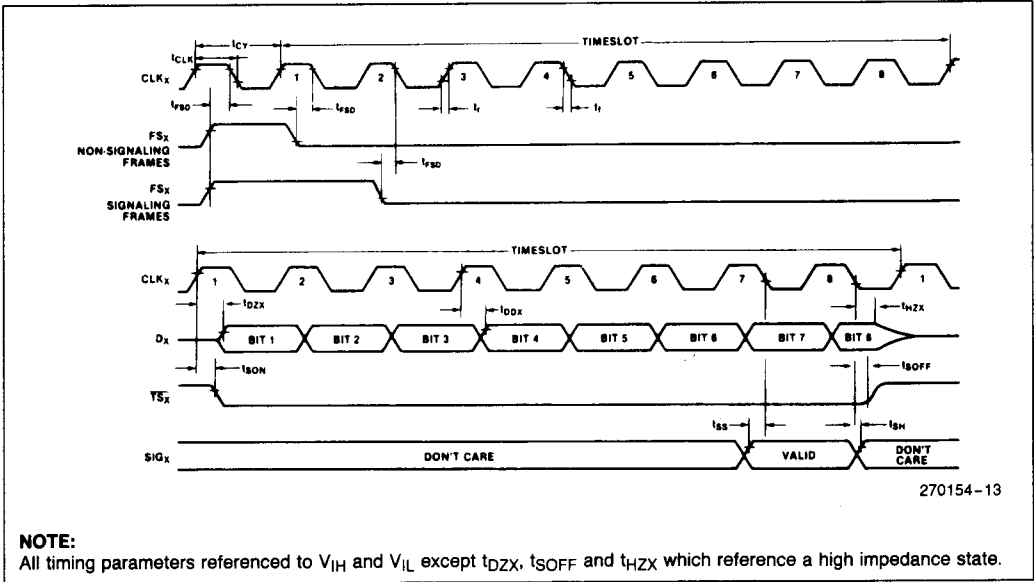 tCY
TIMESLOT
tCLK
CLKX
1 2 3 4 5 6 7 8
tFSD
tFSD
tr
tf
FSX
NON-SIGNALING
FRAMES
tFSD
FSX
SIGNALING
FRAMES
TIMESLOT
CLKX
1 2 3 4 5 6 7 8 1
tDZX
tDDX
tHZX
DX
BIT 1 BIT 2 BIT 3 BIT 4 BIT 5 BIT 6 BIT 7 BIT 8
tSON
tSOFF
TSX
tSS
tSH
SIGX
DON'T CARE
VALID
DON'T
CARE
270154–13
NOTE:
All timing parameters referenced to VIH and VIL except tDZX, tSOFF and tHZX which reference a high impedance state.